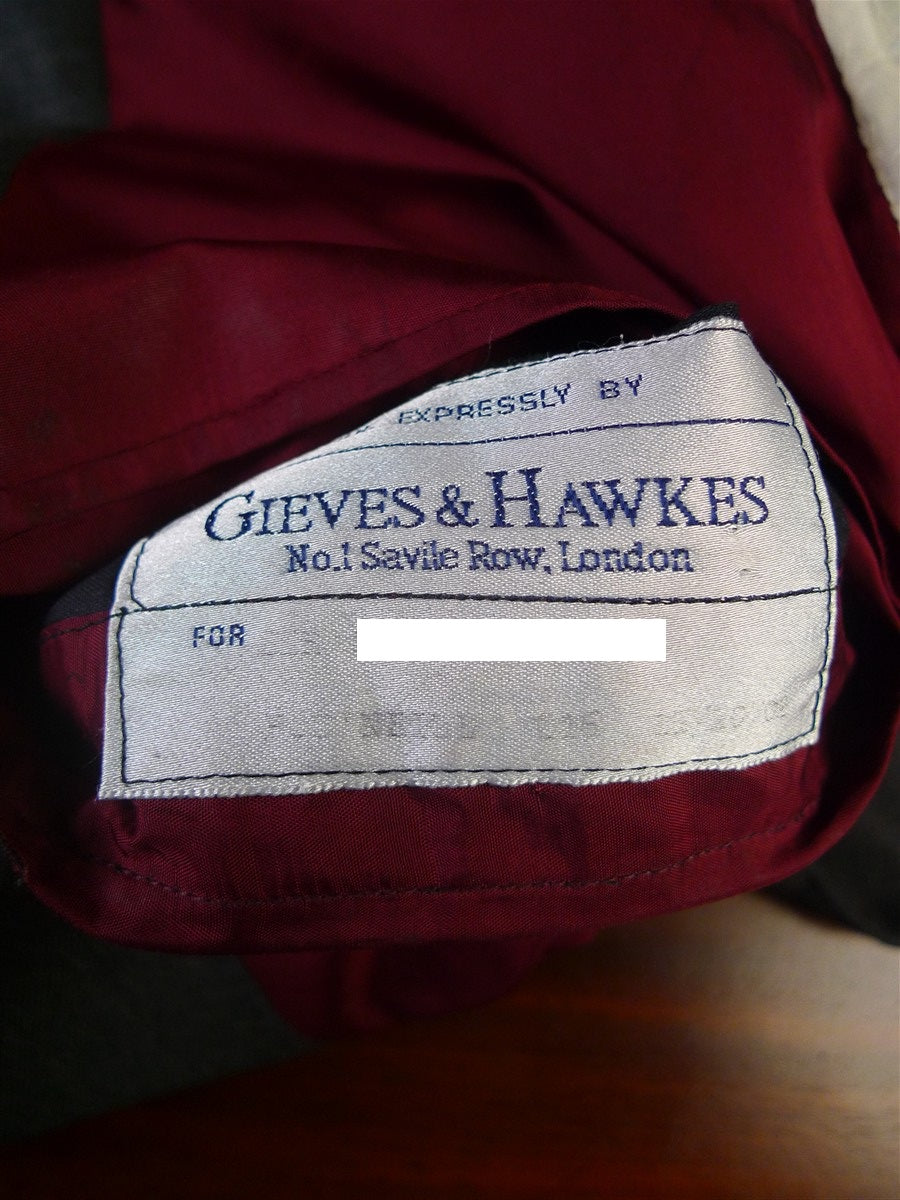 EXPRESSLY BY
GIEVES & HAWKES
No.1 Savile Row, London
FOR